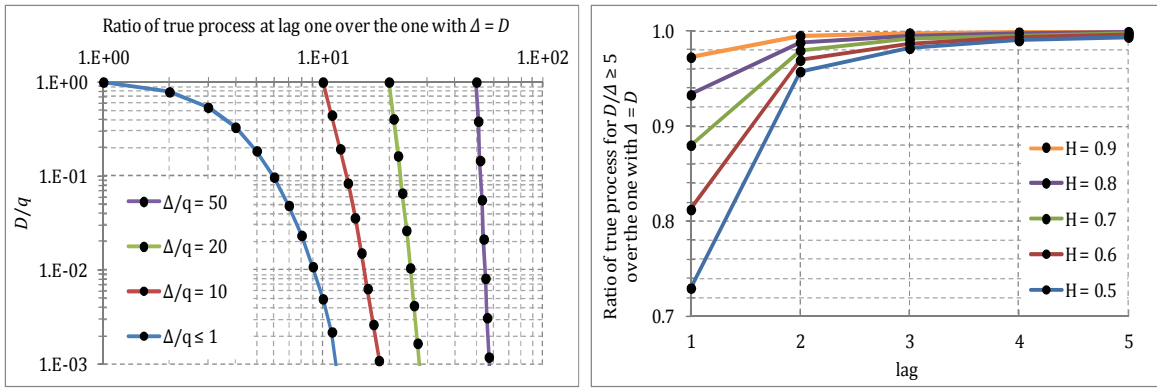 Ratio of true process at lag one over the one with Δ = D
1.E+00 1.E+01 1.E+02
1.E+00
1.E-01
1.E-02
1.E-03
D/q
Δ/q = 50
Δ/q = 20
Δ/q = 10
Δ/q ≤ 1
Ratio of true process for D/Δ ≥ 5
over the one with Δ = D
1.0
0.9
0.8
0.7
H = 0.9
H = 0.8
H = 0.7
H = 0.6
H = 0.5
1 2 3 4 5
lag